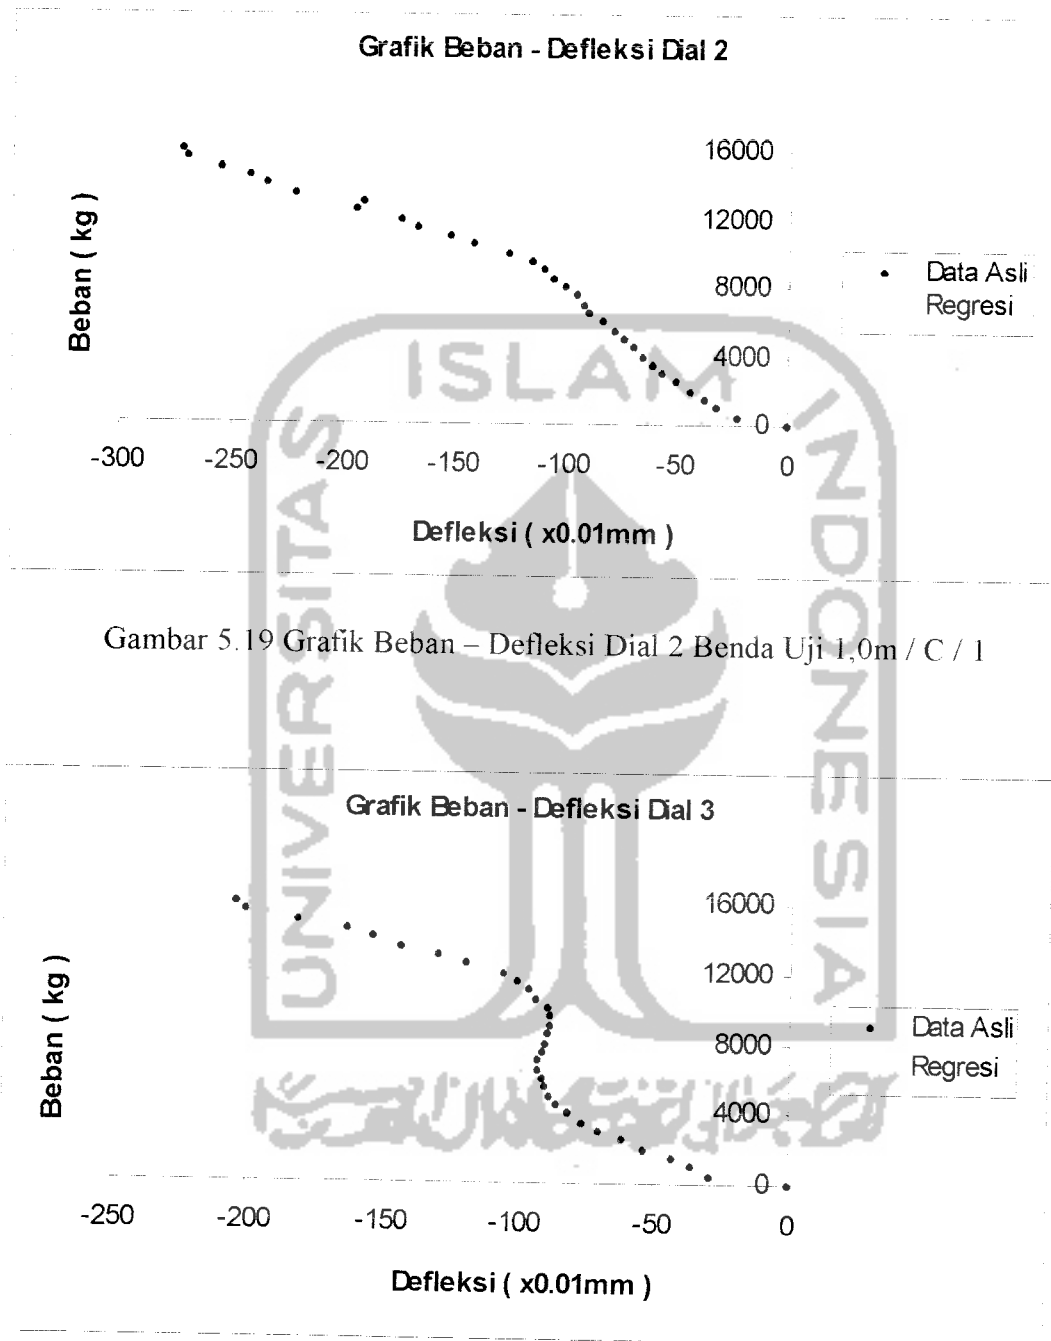 Grafik Beban - Defleksi Dial 2
Beban ( kg )
16000
12000
8000
4000
0
-300 -250 -200 -150 -100 -50 0
Defleksi ( x0.01mm )
Data Asli
Regresi
Gambar 5.19 Grafik Beban – Defleksi Dial 2 Benda Uji 1,0m / C / 1
Grafik Beban - Defleksi Dial 3
Beban ( kg )
16000
12000
8000
4000
0
-250 -200 -150 -100 -50 0
Defleksi ( x0.01mm )
Data Asli
Regresi
UNIVERSITAS
ISLAM
INDONESIA